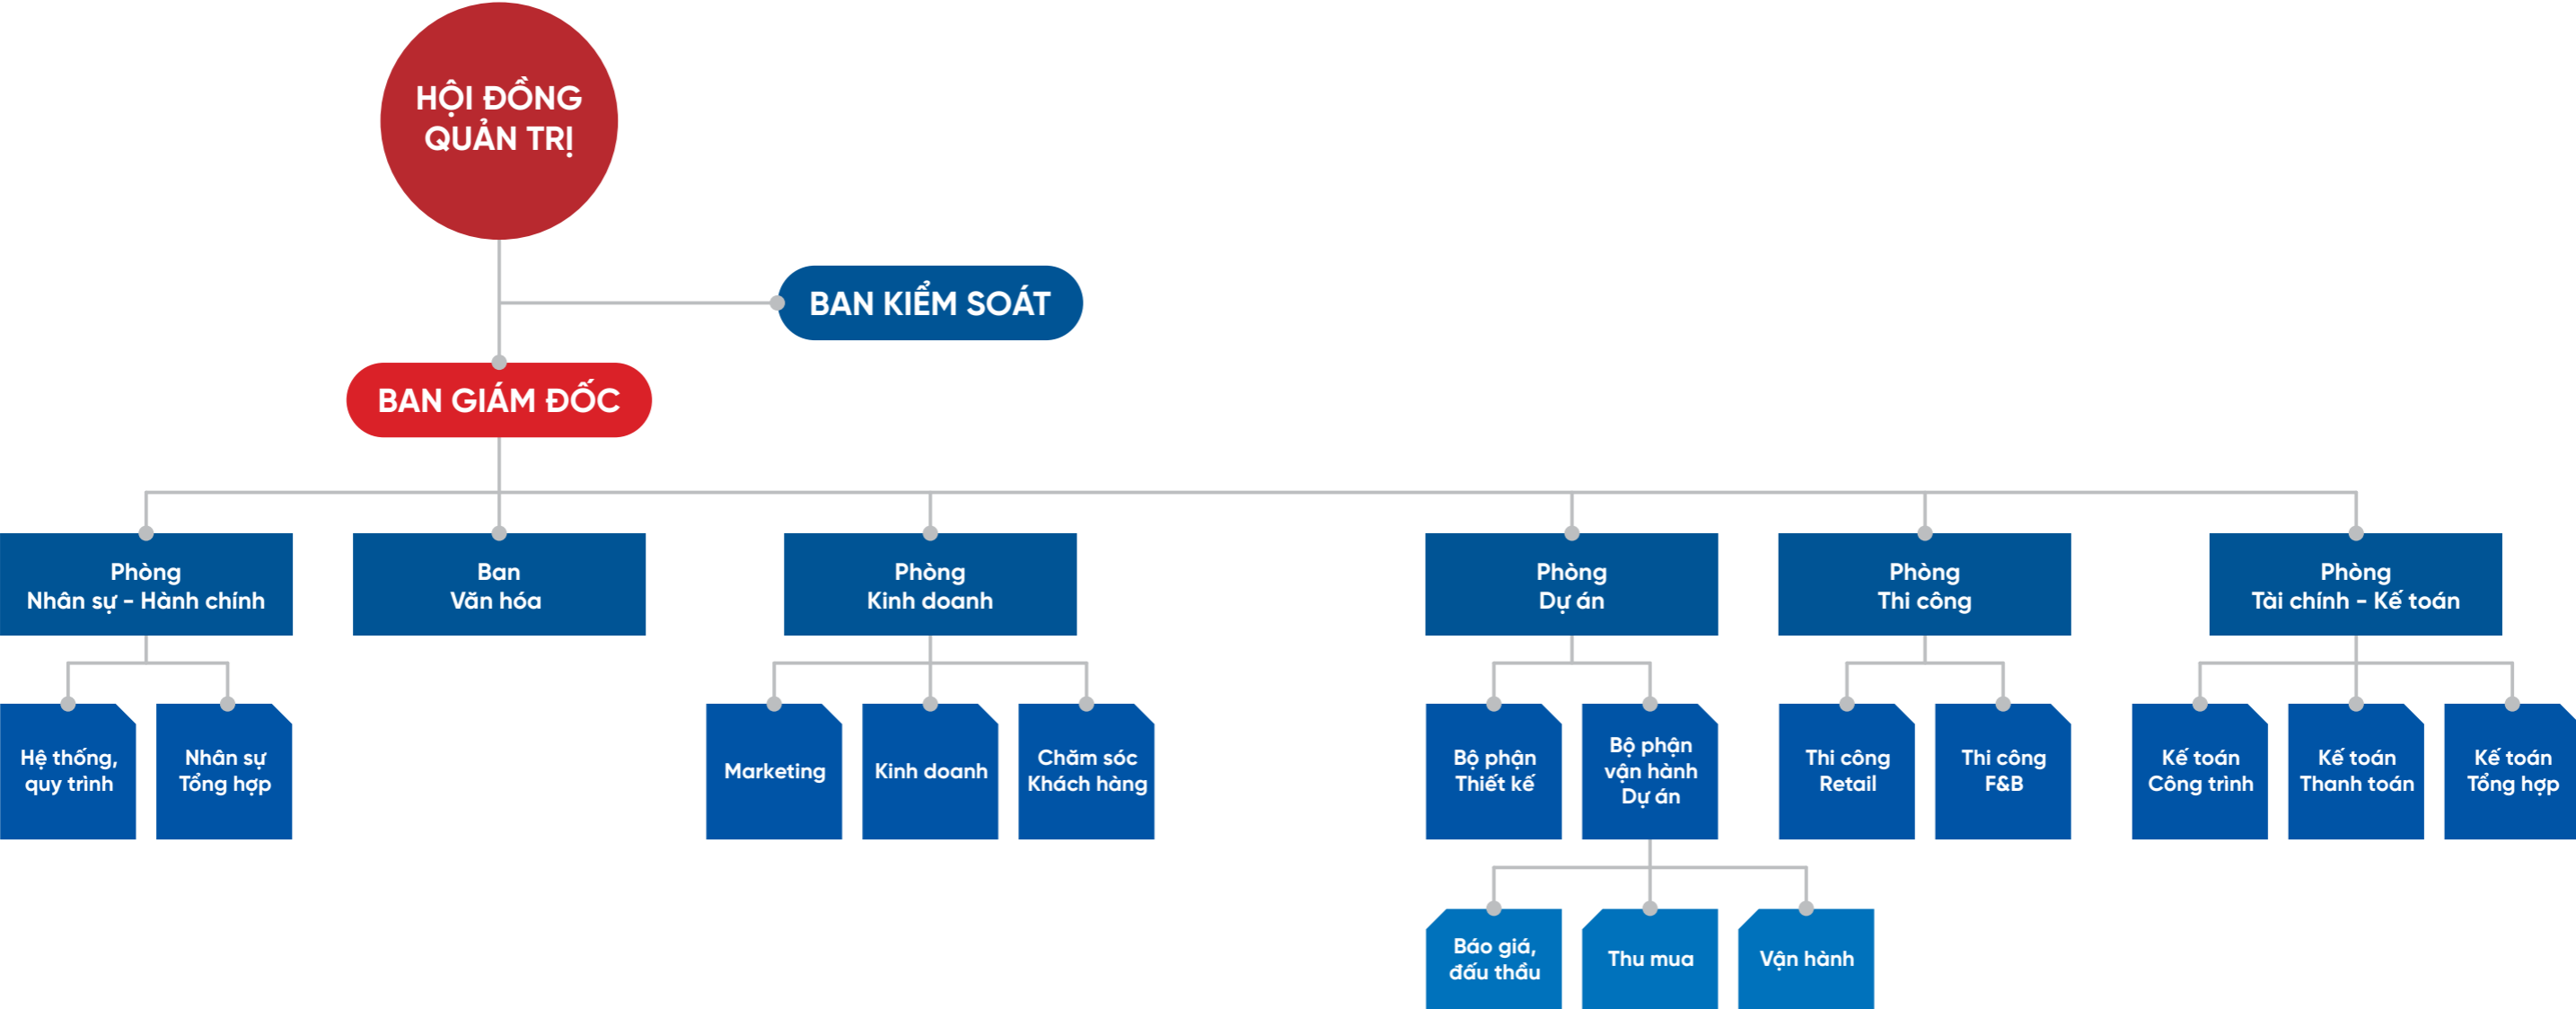 HỘI ĐỒNG
QUẢN TRỊ
BAN KIỂM SOÁT
BAN GIÁM ĐỐC
Phòng
Nhân sự - Hành chính
Ban
Văn hóa
Phòng
Kinh doanh
Phòng
Dự án
Phòng
Thi công
Phòng
Tài chính - Kế toán
Hệ thống,
quy trình
Nhân sự
Tổng hợp
Marketing
Kinh doanh
Chăm sóc
Khách hàng
Bộ phận
Thiết kế
Bộ phận
vận hành
Dự án
Thi công
Retail
Thi công
F&B
Kế toán
Công trình
Kế toán
Thanh toán
Kế toán
Tổng hợp
Báo giá,
đấu thầu
Thu mua
Vận hành